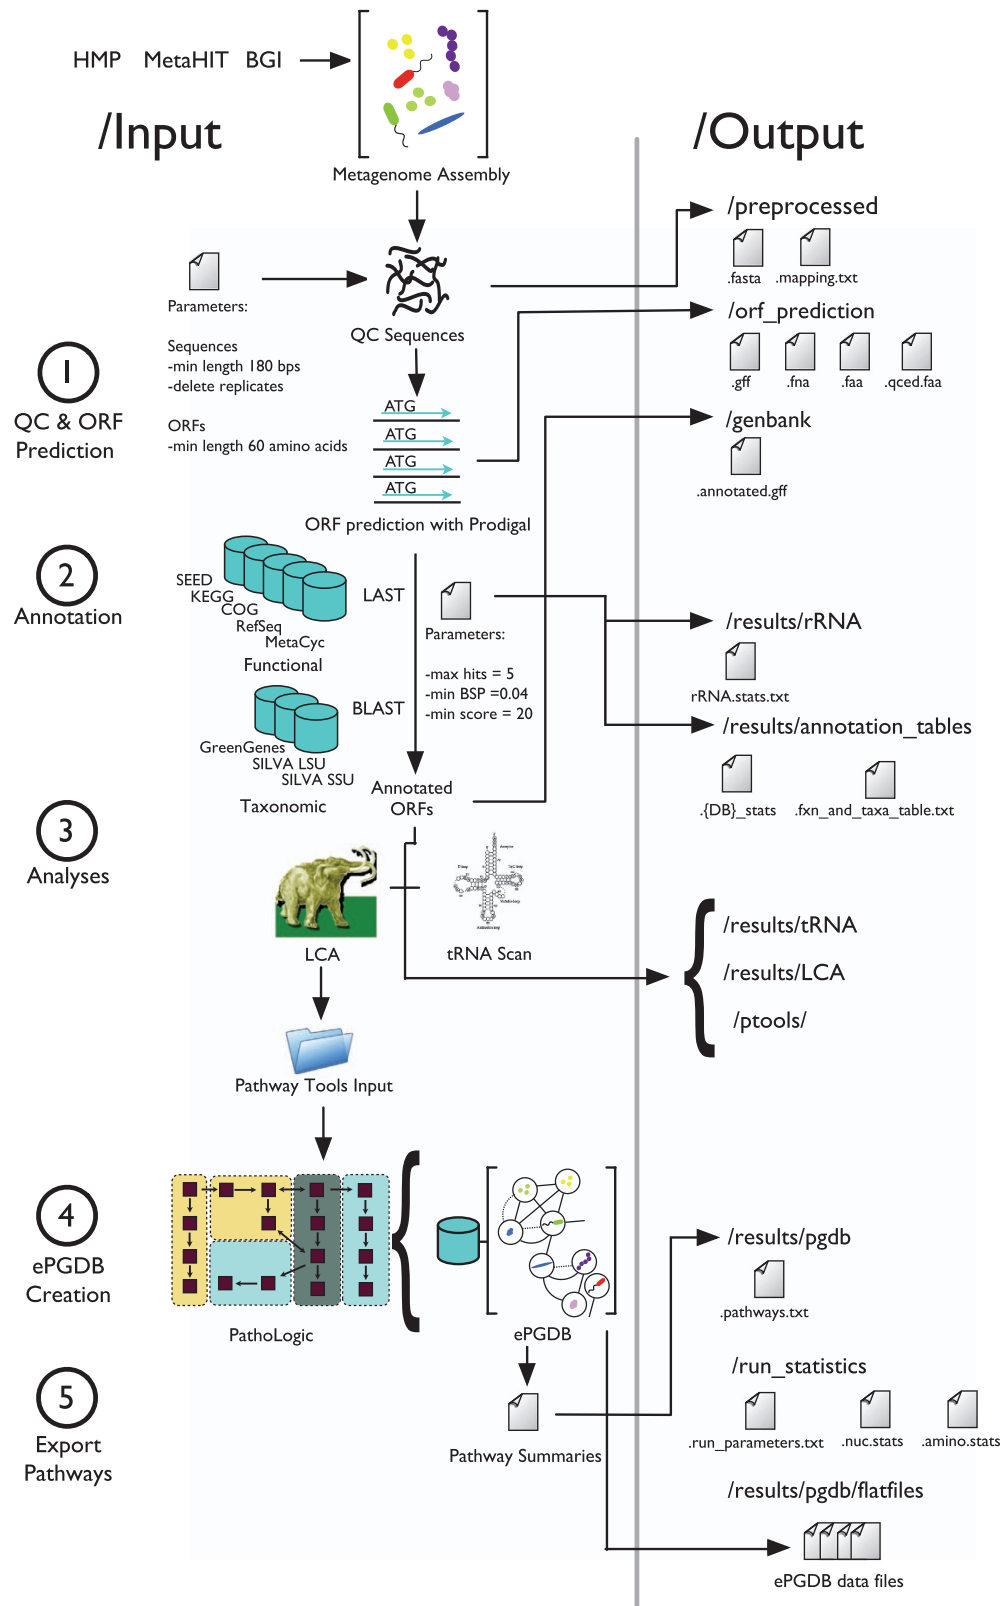 HMP MetaHIT BGI
/Input
/Output
Metagenome Assembly
/preprocessed
.fasta .mapping.txt
Parameters:
QC Sequences
Sequences
-min length 180 bps
-delete replicates
ORFs
-min length 60 amino acids
1
QC & ORF
Prediction
ATG
ATG
ATG
ATG
ORF prediction with Prodigal
/orf_prediction
.gff .fna .faa .qced.faa
/genbank
.annotated.gff
2
Annotation
SEED
KEGG
COG
RefSeq
MetaCyc
Functional
LAST
Parameters:
-max hits = 5
-min BSP =0.04
-min score = 20
BLAST
GreenGenes
SILVA LSU
SILVA SSU
Taxonomic
Annotated
ORFs
/results/rRNA
rRNA.stats.txt
/results/annotation_tables
.{DB}_stats .fxn_and_taxa_table.txt
3
Analyses
LCA
tRNA Scan
/results/tRNA
/results/LCA
/ptools/
Pathway Tools Input
4
ePGDB
Creation
PathoLogic
ePGDB
/results/pgdb
.pathways.txt
5
Export
Pathways
Pathway Summaries
/run_statistics
.run_parameters.txt .nuc.stats .amino.stats
/results/pgdb/flatfiles
ePGDB data files